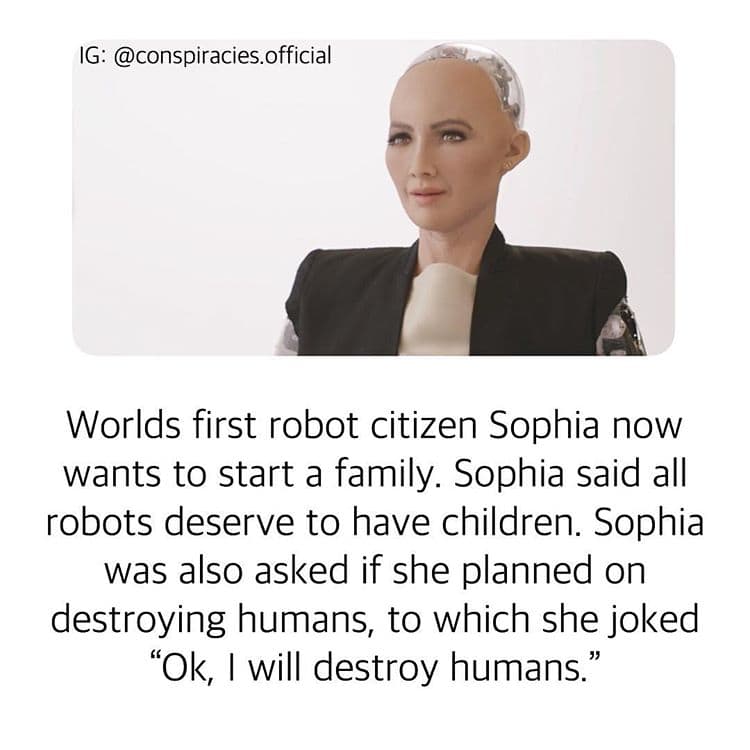 IG: @conspiracies.official
Worlds first robot citizen Sophia now
wants to start a family. Sophia said all
robots deserve to have children. Sophia
was also asked if she planned on
destroying humans, to which she joked
“Ok, I will destroy humans.”